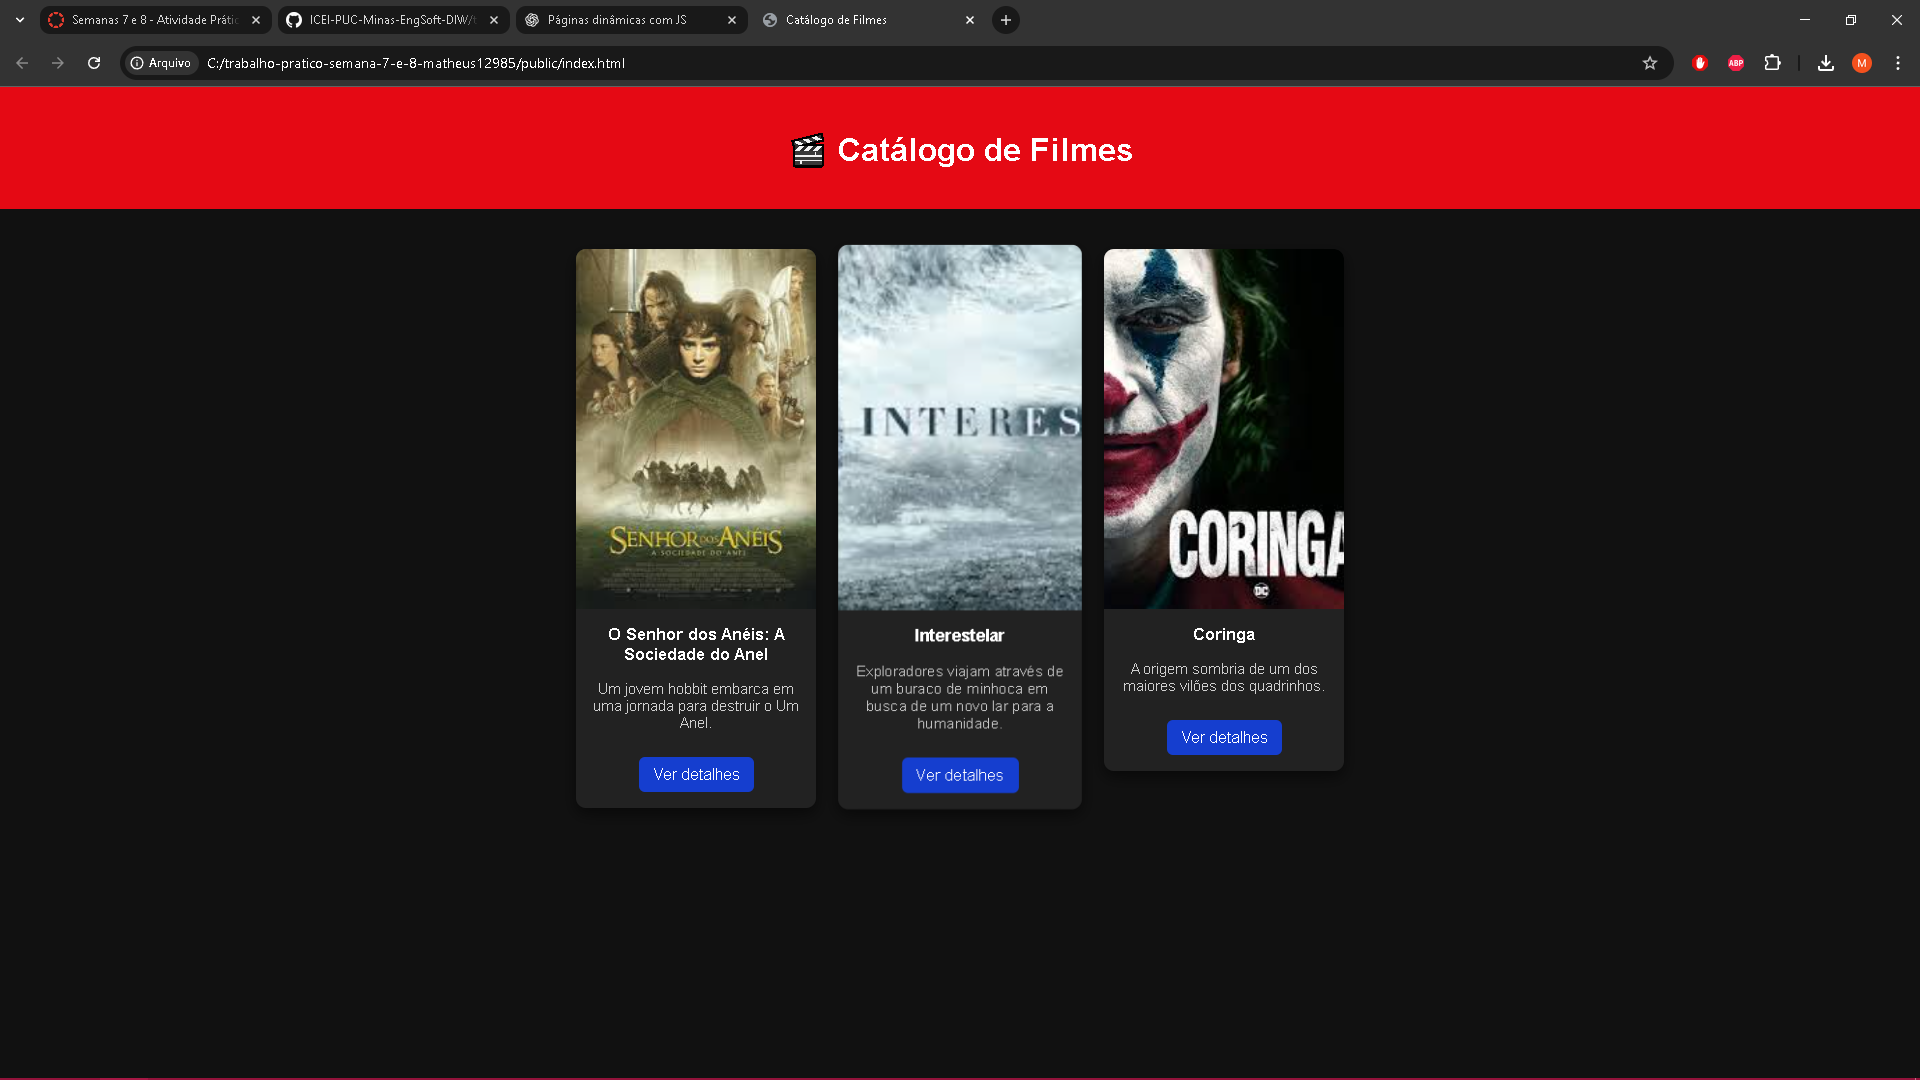 Semanas 7 e 8 - Atividade Prátic
ICEI-PUC-Minas-EngSoft-DIW/t
Páginas dinâmicas com JS
Catálogo de Filmes
Arquivo
C:/trabalho-pratico-semana-7-e-8-matheus12985/public/index.html
ABP
M
Catálogo de Filmes
SENHOR DOS ANÉIS
A SOCIEDADE DO ANEL
O Senhor dos Anéis: A
Sociedade do Anel
Um jovem hobbit embarca em
uma jornada para destruir o Um
Anel.
Ver detalhes
INTERES
Interestelar
Exploradores viajam através de
um buraco de minhoca em
busca de um novo lar para a
humanidade.
Ver detalhes
CORINGA
DC
Coringa
A origem sombria de um dos
maiores vilões dos quadrinhos.
Ver detalhes